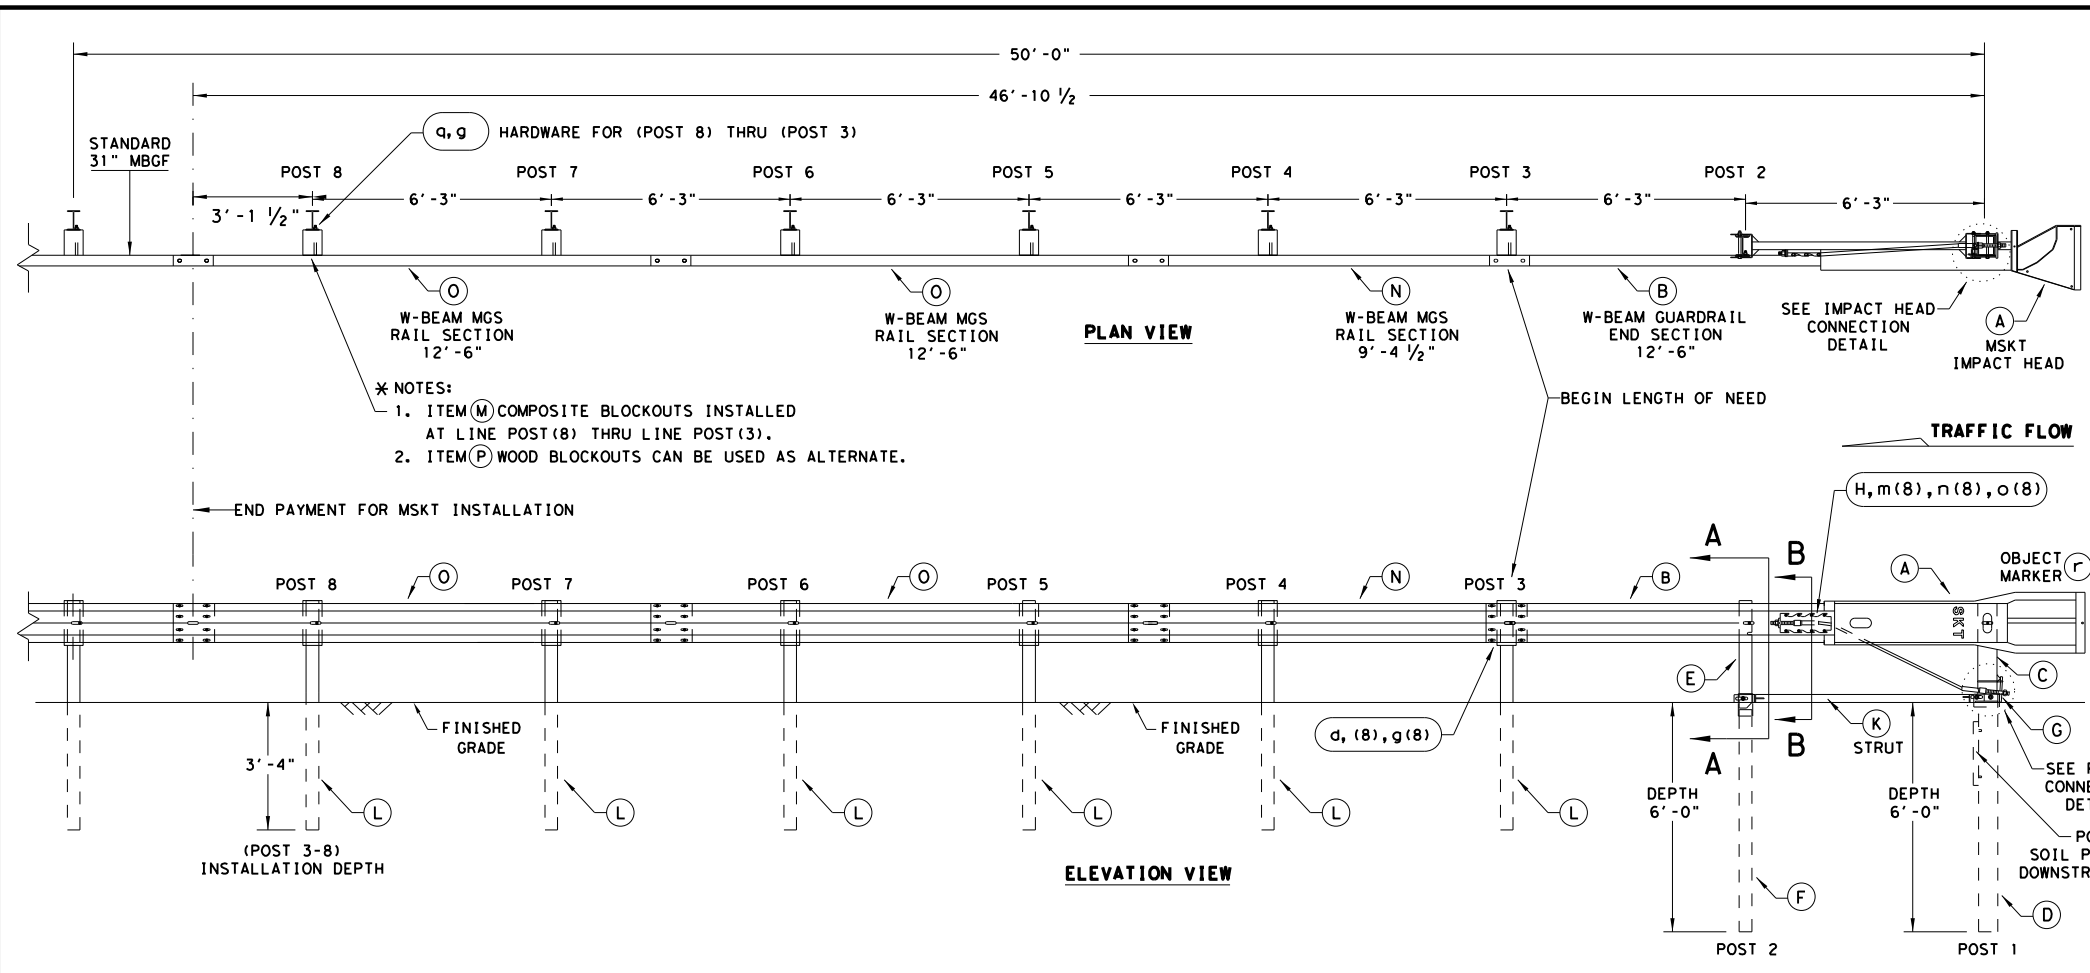 50'-0"
46'-10 ½
STANDARD
31" MBGF
q,g HARDWARE FOR (POST 8) THRU (POST 3)
POST 8 POST 7 POST 6 POST 5 POST 4 POST 3 POST 2
3'-1 ½" 6'-3" 6'-3" 6'-3" 6'-3" 6'-3" 6'-3" 6'-3"
O
W-BEAM MGS
RAIL SECTION
12'-6"
O
W-BEAM MGS
RAIL SECTION
12'-6"
PLAN VIEW
N
W-BEAM MGS
RAIL SECTION
9'-4 ½"
B
W-BEAM GUARDRAIL
END SECTION
12'-6"
SEE IMPACT HEAD
CONNECTION
DETAIL
A
MSKT
IMPACT HEAD
* NOTES:
1. ITEM M COMPOSITE BLOCKOUTS INSTALLED
AT LINE POST(8) THRU LINE POST(3).
2. ITEM P WOOD BLOCKOUTS CAN BE USED AS ALTERNATE.
BEGIN LENGTH OF NEED
TRAFFIC FLOW
END PAYMENT FOR MSKT INSTALLATION
H,m(8),n(8),o(8)
A B
OBJECT
MARKER r
POST 8 O POST 7 POST 6 O POST 5 POST 4 N POST 3 B A
SKT
E C
FINISHED
GRADE
FINISHED
GRADE
d,(8),g(8)
K
STRUT
G
A B
3'-4"
L L L L L
DEPTH
6'-0"
DEPTH
6'-0"
SEE
(POST 3-8)
INSTALLATION DEPTH
SOIL
ELEVATION VIEW
F D
POST 2 POST 1